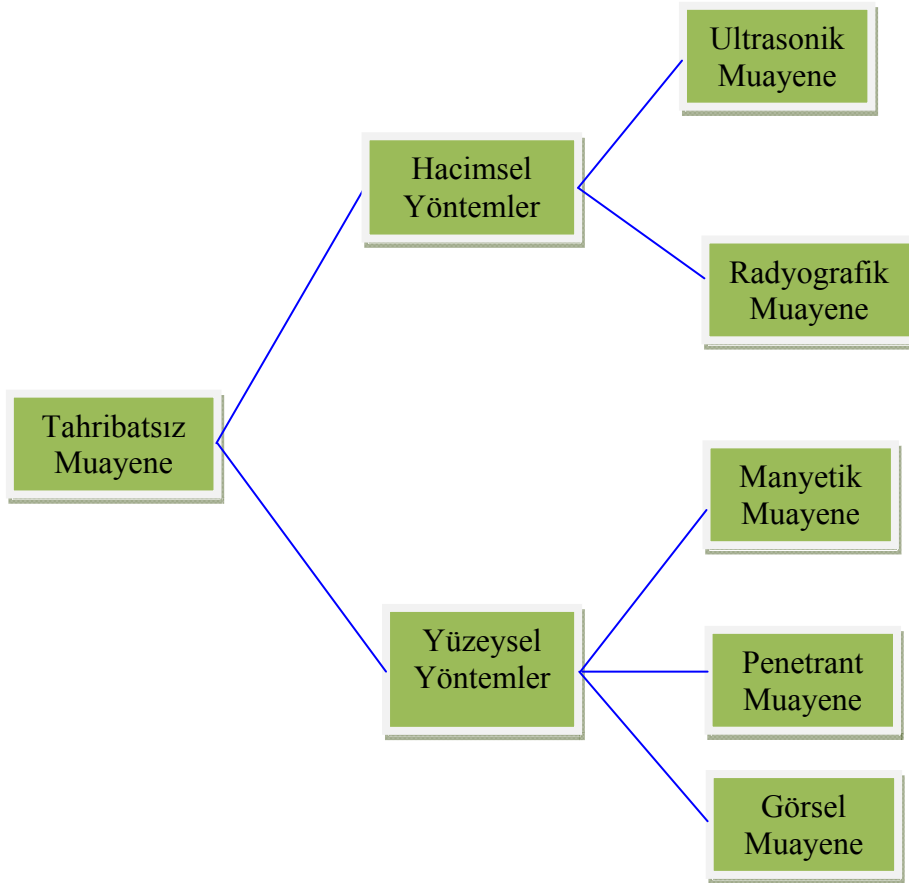 Ultrasonik
Muayene
Hacimsel
Yöntemler
Radyografik
Muayene
Tahribatsız
Muayene
Manyetik
Muayene
Yüzeysel
Yöntemler
Penetrant
Muayene
Görsel
Muayene